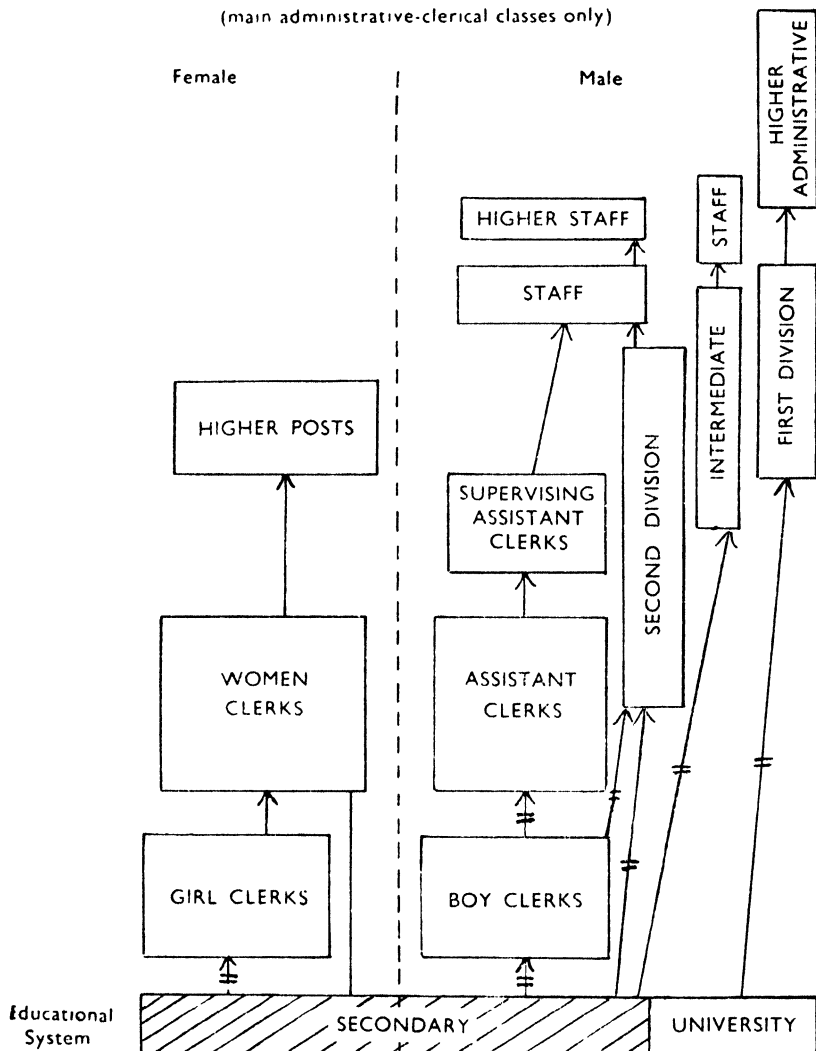 (main administrative-clerical classes only)
Female
Male
HIGHER
ADMINISTRATIVE
HIGHER STAFF
STAFF
STAFF
INTERMEDIATE
FIRST DIVISION
HIGHER POSTS
SUPERVISING
ASSISTANT
CLERKS
SECOND DIVISION
WOMEN
CLERKS
ASSISTANT
CLERKS
GIRL CLERKS
BOY CLERKS
Educational
System
SECONDARY
UNIVERSITY